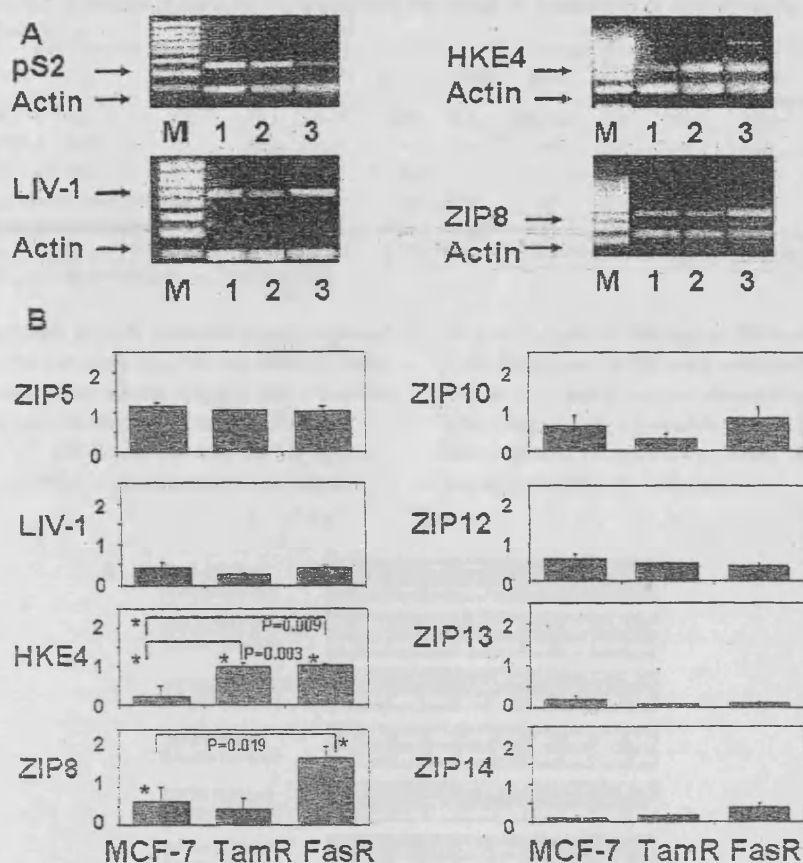 A
pS2
Actin
M 1 2 3
HKE4
Actin
M 1 2 3
LIV-1
Actin
M 1 2 3
ZIP8
Actin
M 1 2 3
B
ZIP5
2
1
0
ZIP10
2
1
0
LIV-1
2
1
0
ZIP12
2
1
0
HKE4
2
1
0
* P=0.009
* * P=0.003 *
ZIP13
2
1
0
ZIP8
2
1
0
P=0.019 *
*
ZIP14
2
1
0
MCF-7 TamR FasR
MCF-7 TamR FasR